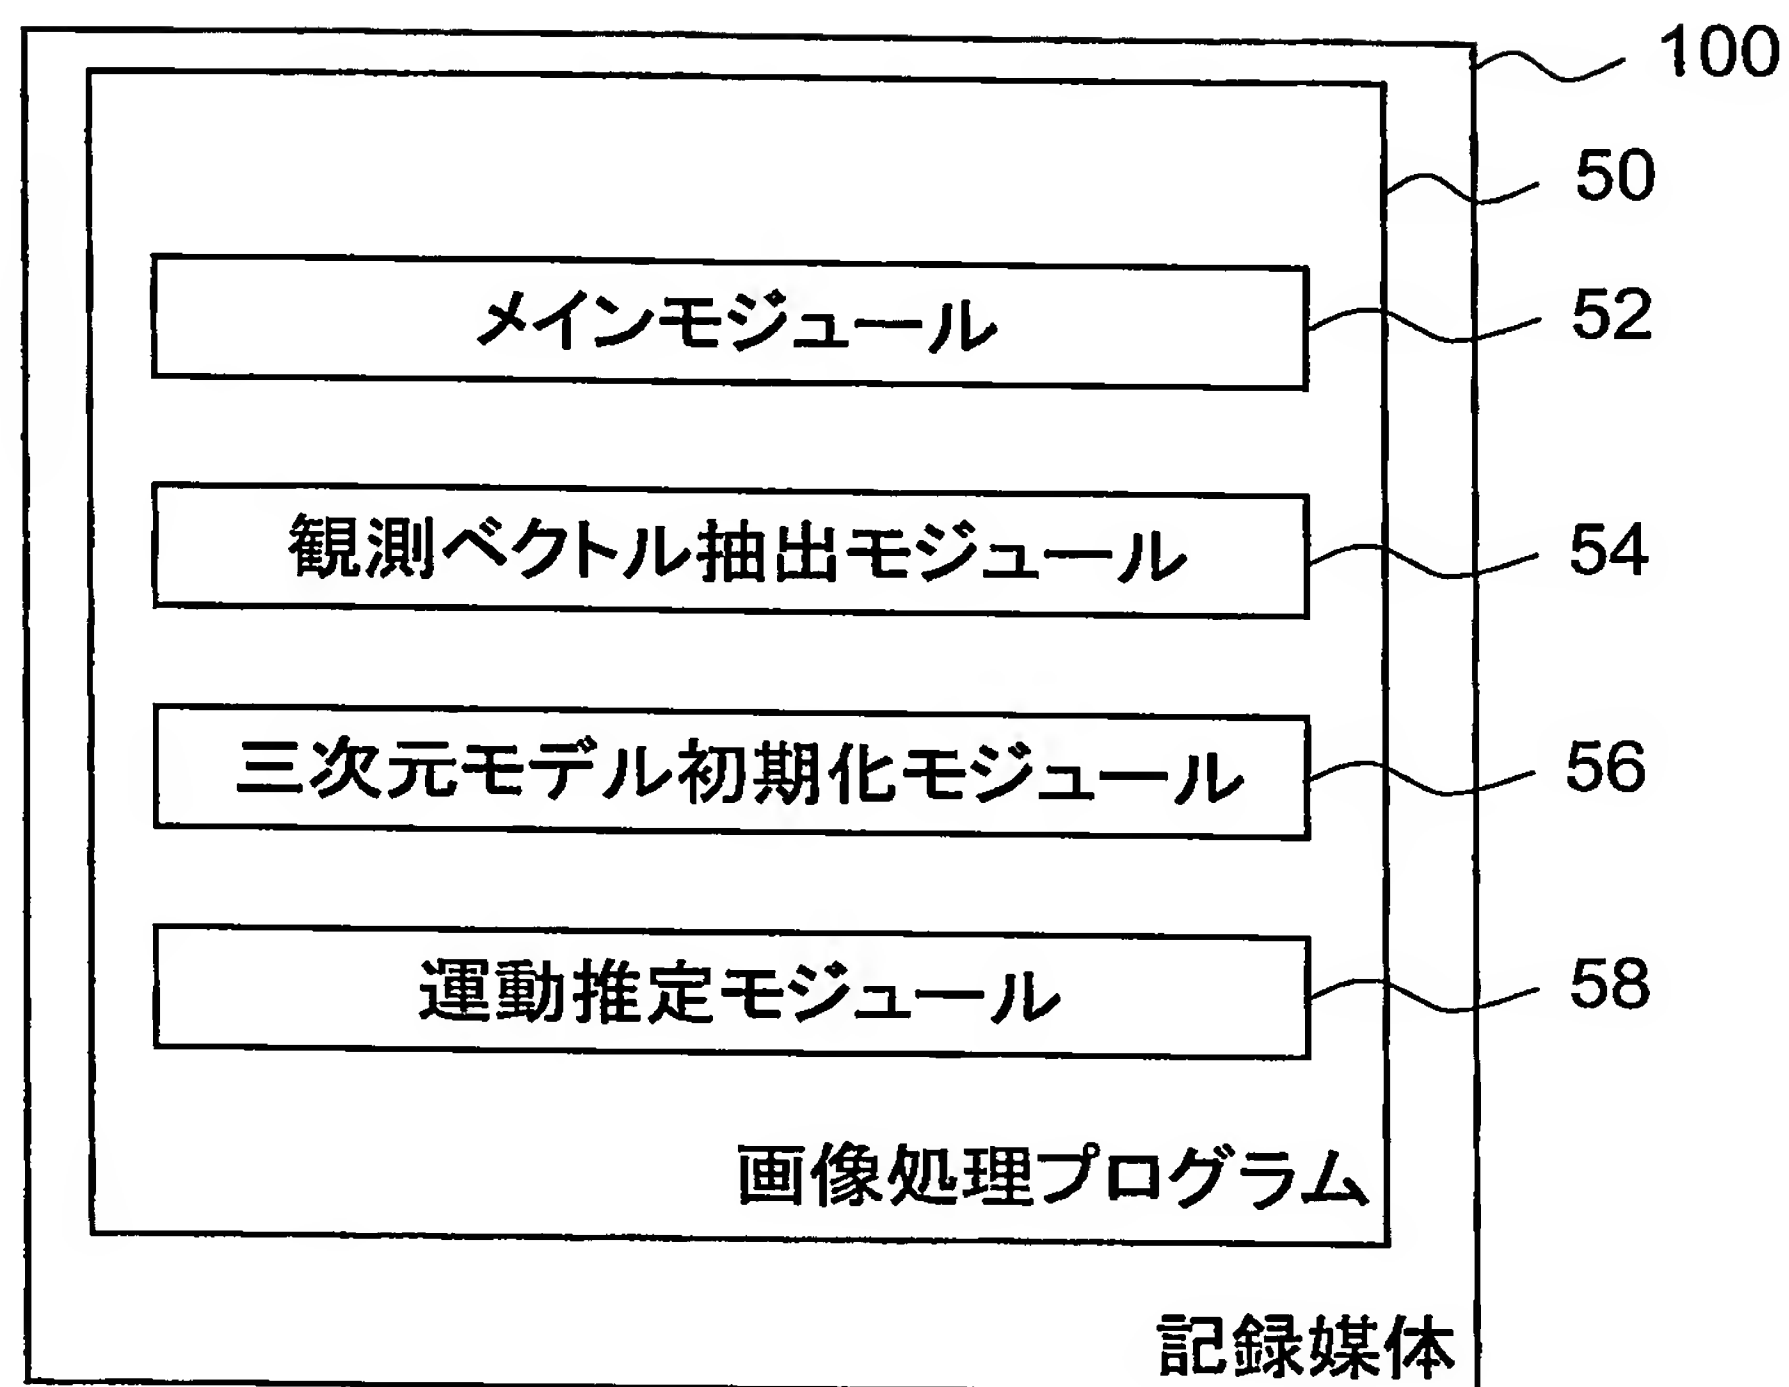 100
50
メインモジュール 52
観測ベクトル抽出モジュール 54
三次元モデル初期化モジュール 56
運動推定モジュール 58
画像処理プログラム
記録媒体